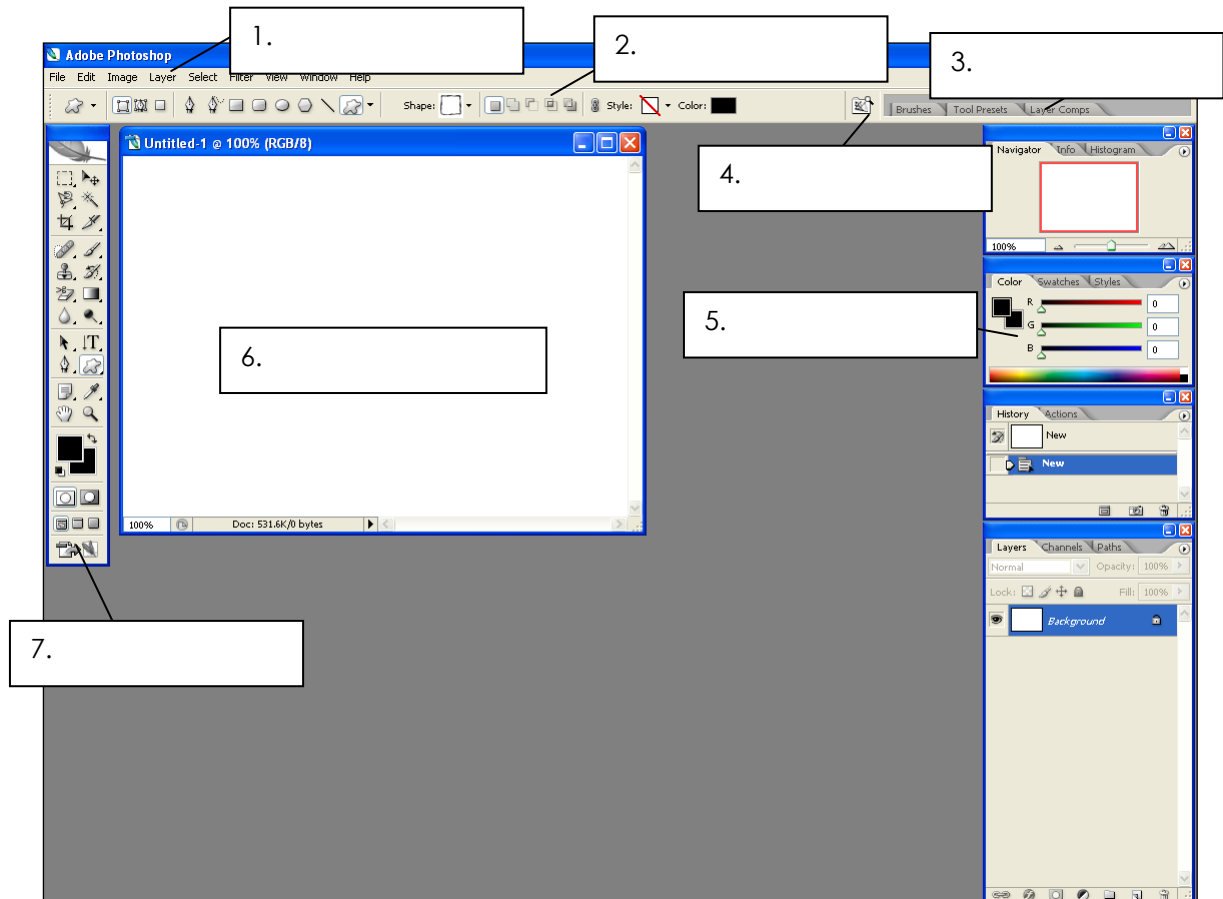 1.
2.
3.
Adobe Photoshop
File Edit Image Layer Select Filter View Window Help
Shape: Style: Color:
Brushes Tool Presets Layer Comps
Untitled-1 @ 100% (RGB/8)
Navigator Info Histogram
4.
100%
Color Swatches Styles
R 0
5.
G 0
B 0
6.
T
History Actions
New
New
100% Doc: 531.6K/0 bytes
Layers Channels Paths
Normal Opacity: 100%
Lock: Fill: 100%
Background
7.